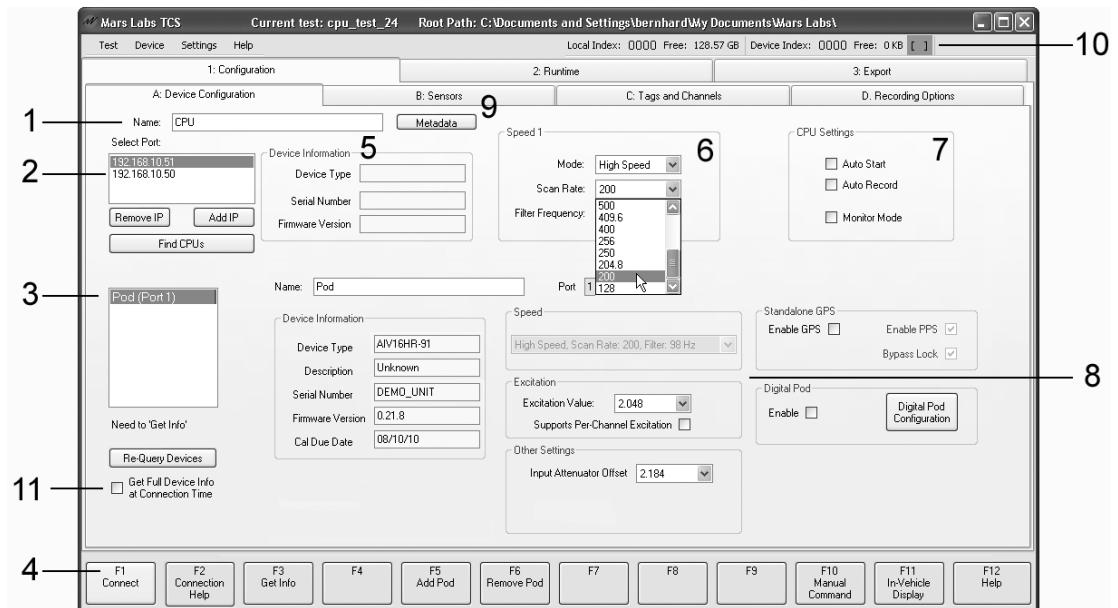 Mars Labs TCS Current test: cpu_test_24 Root Path: C:\Documents and Settings\bernhard\My Documents\Mars Labs\
Test Device Settings Help Local Index: 0000 Free: 128.57 GB Device Index: 0000 Free: 0 KB [ ] 10
1: Configuration 2: Runtime 3: Export
A: Device Configuration B: Sensors C: Tags and Channels D. Recording Options
1 Name: CPU Metadata 9
Select Port:
2
192.168.10.51
192.168.10.50
Remove IP Add IP
Find CPUs
Device Information 5
Device Type
Serial Number
Firmware Version
Speed 1 6
Mode: High Speed
Scan Rate: 200
Filter Frequency:
500
409.6
400
256
250
204.8
200
128
CPU Settings 7
Auto Start
Auto Record
Monitor Mode
3
Pod (Port 1)
Name: Pod Port 1
Device Information
Device Type AIV16HR-91
Description Unknown
Serial Number DEMO_UNIT
Firmware Version 0.21.8
Cal Due Date 08/10/10
Speed
High Speed, Scan Rate: 200, Filter: 98 Hz
Excitation
Excitation Value: 2.048
Supports Per-Channel Excitation
Other Settings
Input Attenuator Offset 2.184
Standalone GPS
Enable GPS Enable PPS
Bypass Lock
8
Digital Pod
Enable Digital Pod
Configuration
Need to 'Get Info'
Re-Query Devices
11 Get Full Device Info
at Connection Time
4
F1
Connect
F2
Connection
Help
F3
Get Info
F4
F5
Add Pod
F6
Remove Pod
F7
F8
F9
F10
Manual
Command
F11
In-Vehicle
Display
F12
Help